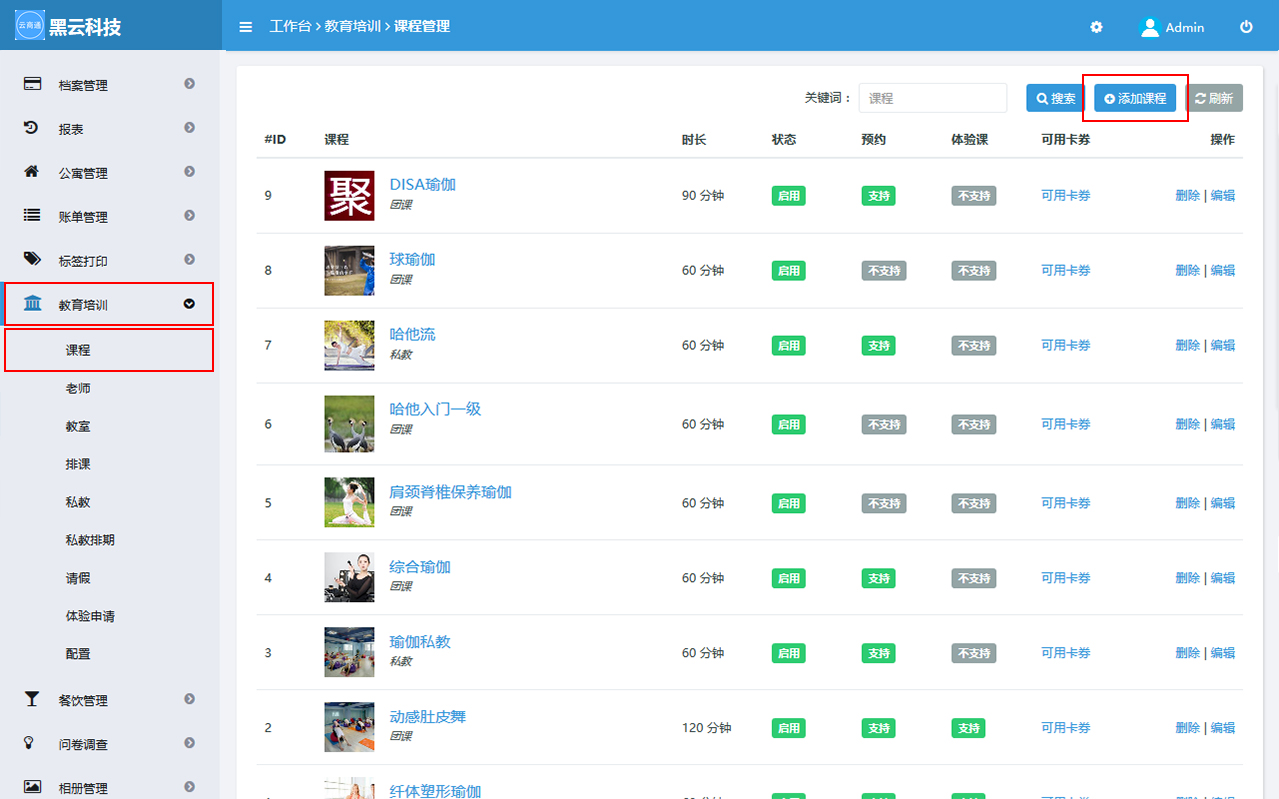 云商通
黑云科技
工作台 > 教育培训 > 课程管理
Admin
档案管理
报表
公寓管理
账单管理
标签打印
教育培训
课程
老师
教室
排课
私教
私教排期
请假
体验申请
配置
餐饮管理
问卷调查
相册管理
关键词： 课程 搜索 添加课程 刷新
#ID 课程 时长 状态 预约 体验课 可用卡券 操作
聚
9 DISA瑜伽 90 分钟 启用 支持 不支持 可用卡券 删除 | 编辑
团课
8 球瑜伽 60 分钟 启用 不支持 不支持 可用卡券 删除 | 编辑
团课
7 哈他流 60 分钟 启用 支持 不支持 可用卡券 删除 | 编辑
私教
6 哈他入门一级 60 分钟 启用 不支持 不支持 可用卡券 删除 | 编辑
团课
5 肩颈脊椎保养瑜伽 60 分钟 启用 不支持 不支持 可用卡券 删除 | 编辑
团课
4 综合瑜伽 60 分钟 启用 支持 不支持 可用卡券 删除 | 编辑
团课
3 瑜伽私教 60 分钟 启用 支持 不支持 可用卡券 删除 | 编辑
私教
2 动感肚皮舞 120 分钟 启用 支持 支持 可用卡券 删除 | 编辑
团课
纤体塑形瑜伽